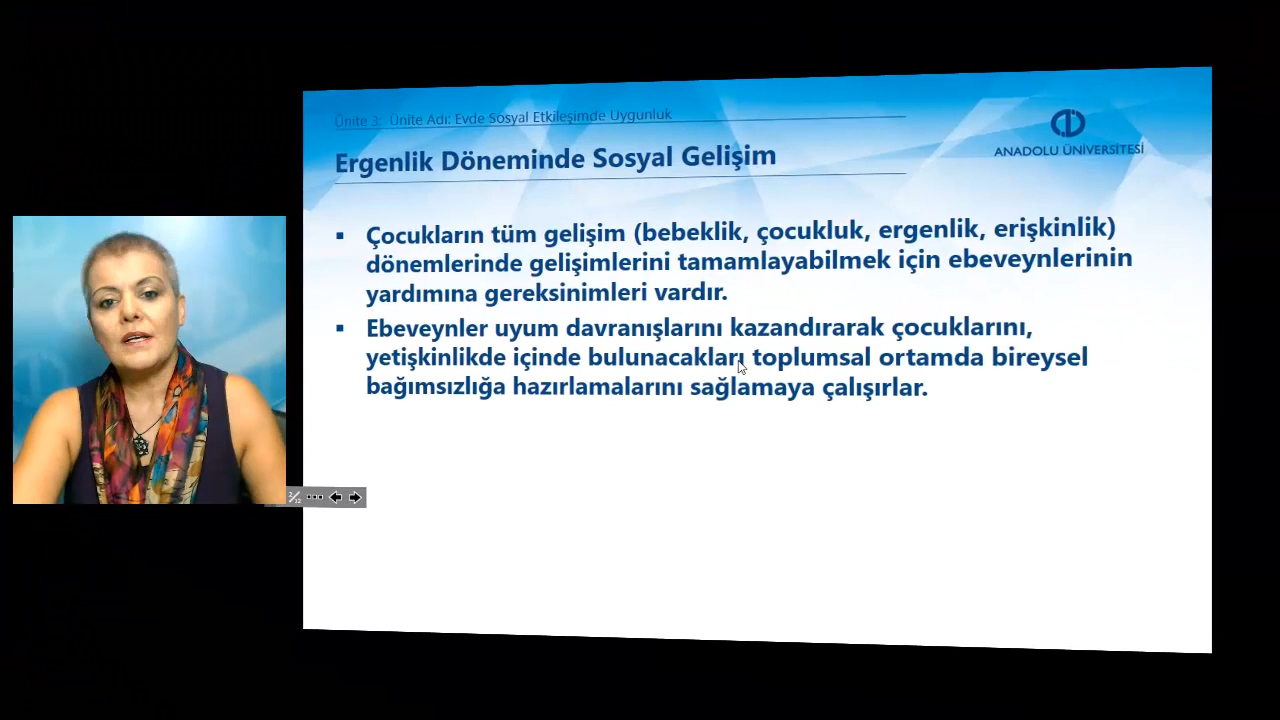 Ünite 3: Ünite Adı: Evde Sosyal Etkileşimde Uygunluk
ANADOLU ÜNİVERSİTESİ
Ergenlik Döneminde Sosyal Gelişim
▪ Çocukların tüm gelişim (bebeklik, çocukluk, ergenlik, erişkinlik)
dönemlerinde gelişimlerini tamamlayabilmek için ebeveynlerinin
yardımına gereksinimleri vardır.
▪ Ebeveynler uyum davranışlarını kazandırarak çocuklarını,
yetişkinlikde içinde bulunacakları toplumsal ortamda bireysel
bağımsızlığa hazırlamalarını sağlamaya çalışırlar.